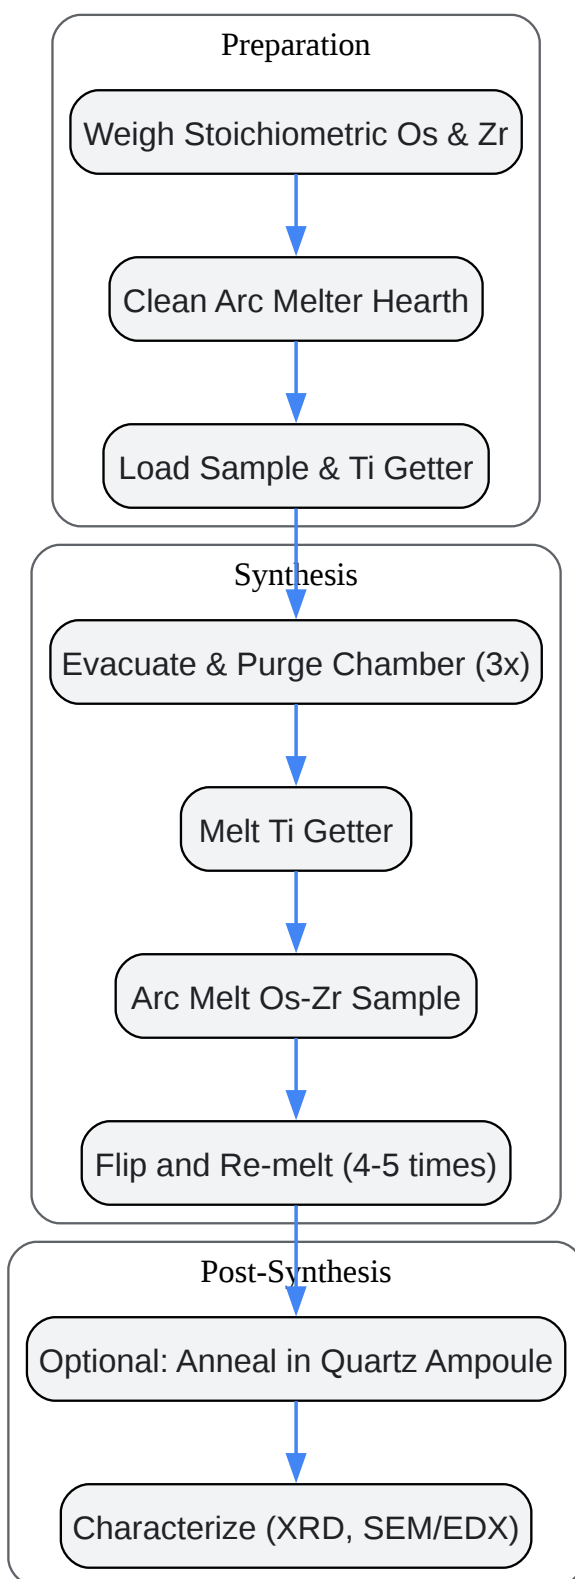 Preparation
Weigh Stoichiometric Os & Zr
Clean Arc Melter Hearth
Load Sample & Ti Getter
Synthesis
Evacuate & Purge Chamber (3x)
Melt Ti Getter
Arc Melt Os-Zr Sample
Flip and Re-melt (4-5 times)
Post-Synthesis
Optional: Anneal in Quartz Ampoule
Characterize (XRD, SEM/EDX)